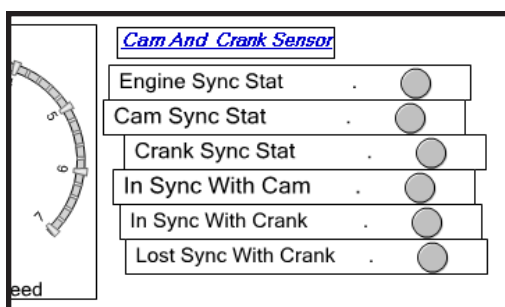 Cam And Crank Sensor
Engine Sync Stat .
Cam Sync Stat .
Crank Sync Stat .
In Sync With Cam .
In Sync With Crank .
Lost Sync With Crank .
5
6
7
eed